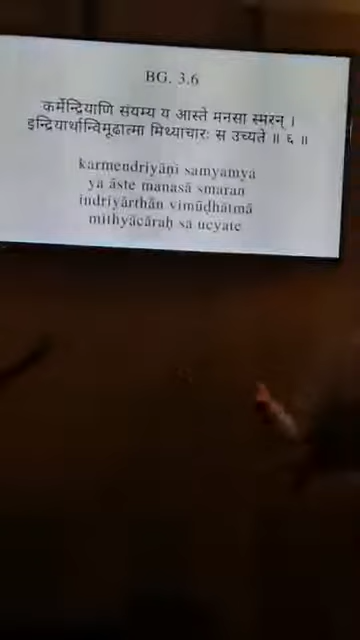 BG. 3.6
कर्मेन्द्रियाणि संयम्य य आस्ते मनसा स्मरन् ।
इन्द्रियार्थान्विमूढात्मा मिथ्याचारः स उच्यते ॥ ६ ॥
karmendriyāṇi saṁyamya
ya āste manasā smaran
indriyārthān vimūḍhātmā
mithyācāraḥ sa ucyate